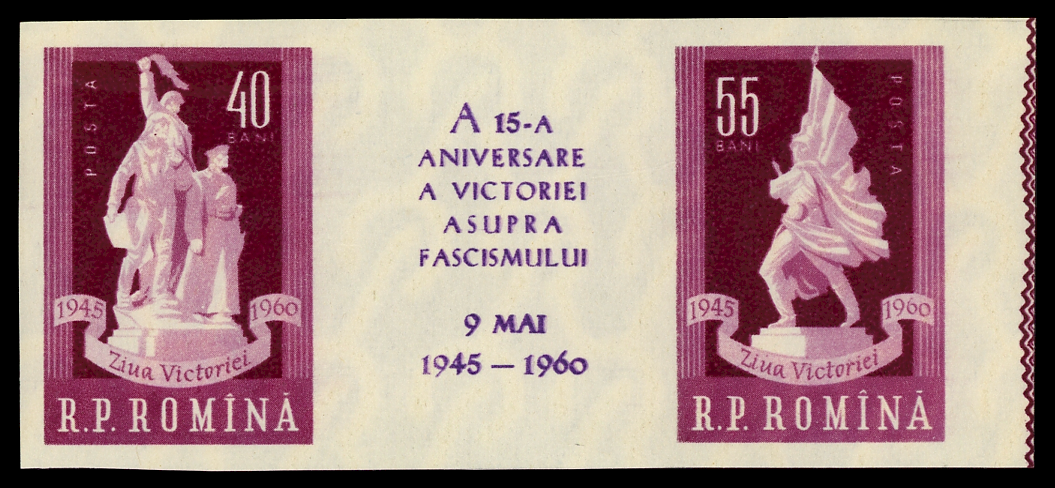 POSTA
40
BANI
1945
1960
Ziua Victoriei
R.P. ROMÎNĂ
A 15-A
ANIVERSARE
A VICTORIEI
ASUPRA
FASCISMULUI
9 MAI
1945 – 1960
55
BANI
POSTA
1945
1960
Ziua Victoriei
R.P. ROMÎNĂ